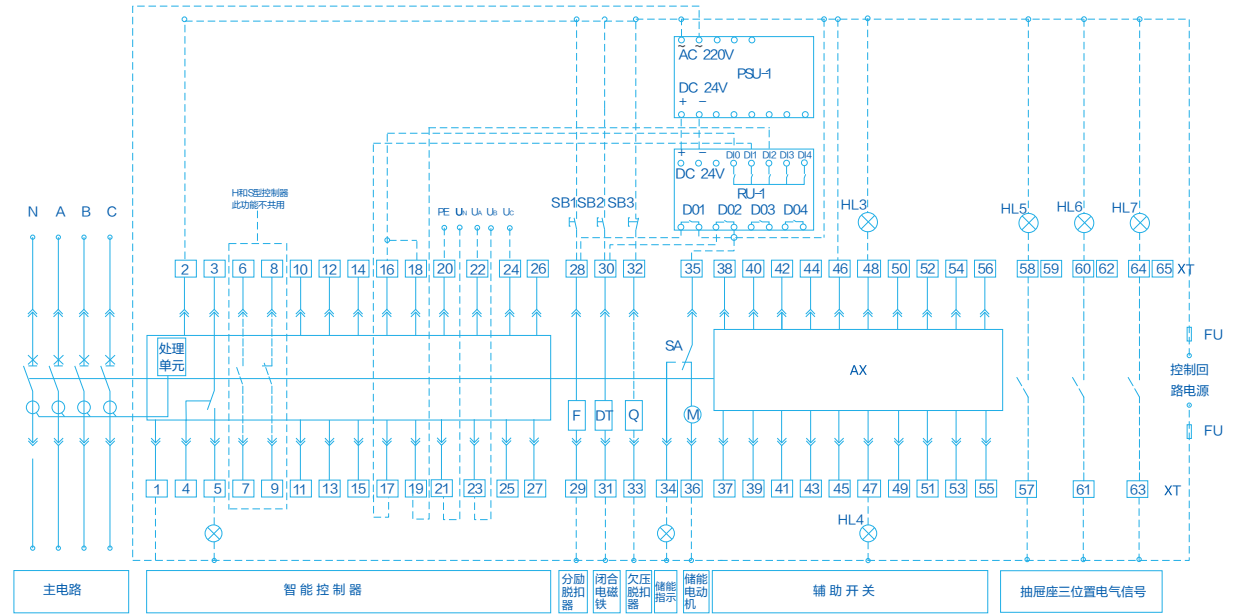 ~ ~
AC 220V
PSU-1
DC 24V
+ −
+ − DI0 DI1 DI2 DI3 DI4
DC 24V
RU-1
D01 D02 D03 D04
H和S型控制器
此功能不共用
N A B C
PE UN UA UB UC
SB1 SB2 SB3
HL3 HL5 HL6 HL7
2 3 6 8 10 12 14 16 18 20 22 24 26 28 30 32 35 38 40 42 44 46 48 50 52 54 56 58 59 60 62 64 65 XT
处理
单元
SA
AX
FU
控制回
路电源
FU
F DT Q M
1 4 5 7 9 11 13 15 17 19 21 23 25 27 29 31 33 34 36 37 39 41 43 45 47 49 51 53 55 57 61 63 XT
HL4
主电路
智能控制器
分励
脱扣
器
闭合
电磁
铁
欠压
脱扣
器
储能
指示
储能
电动
机
辅助开关
抽屉座三位置电气信号